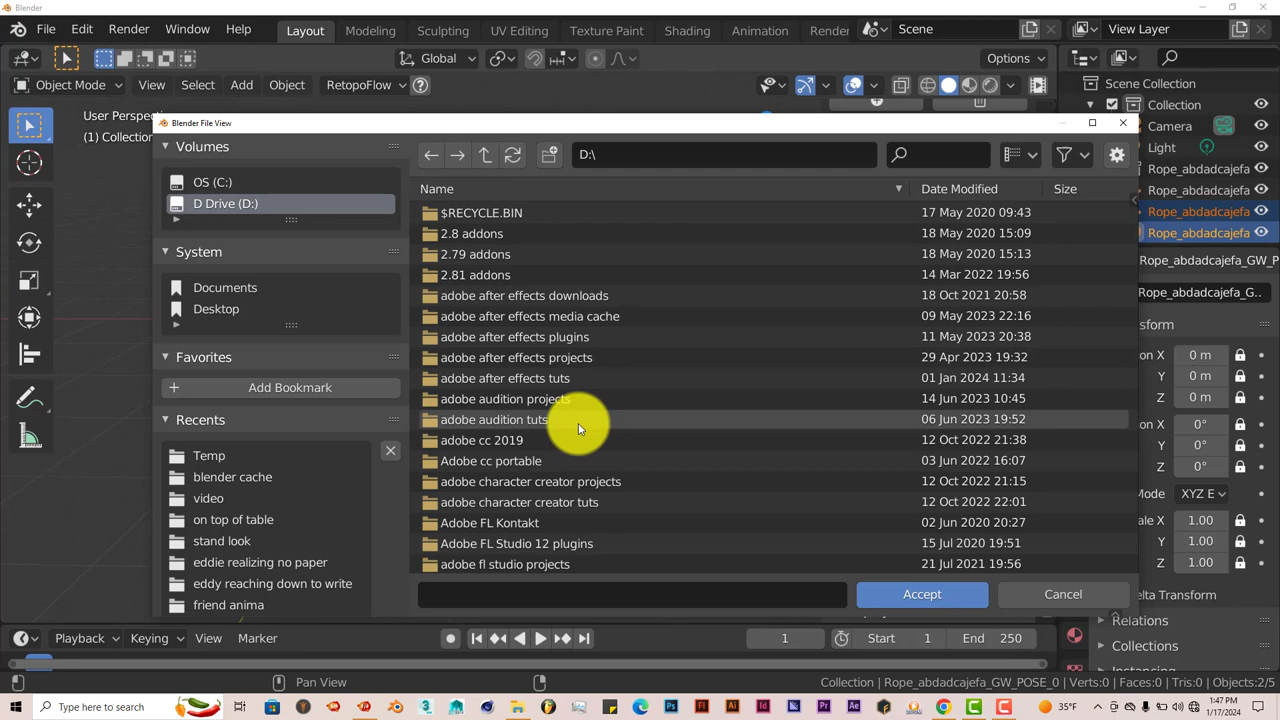 Blender
File Edit Render Window Help Layout Modeling Sculpting UV Editing Texture Paint Shading Animation Render Scene View Layer
Global Options
Object Mode View Select Add Object RetopoFlow
Scene Collection
User Perspective
(1) Collection
Collection
Camera
Light
Rope_abdadcajefa
Rope_abdadcajefa
Rope_abdadcajefa
Rope_abdadcajefa
Rope_abdadcajefa_GW_P
Rope_abdadcajefa_G..
Blender File View
Volumes
OS (C:)
D Drive (D:)
System
Documents
Desktop
Favorites
Add Bookmark
Recents
Temp
blender cache
video
on top of table
stand look
eddie realizing no paper
eddy reaching down to write
friend anima
D:\
Name Date Modified Size
$RECYCLE.BIN 17 May 2020 09:43
2.8 addons 18 May 2020 15:09
2.79 addons 18 May 2020 15:13
2.81 addons 14 Mar 2022 19:56
adobe after effects downloads 18 Oct 2021 20:58
adobe after effects media cache 09 May 2023 22:16
adobe after effects plugins 11 May 2023 20:38
adobe after effects projects 29 Apr 2023 19:32
adobe after effects tuts 01 Jan 2024 11:34
adobe audition projects 14 Jun 2023 10:45
adobe audition tuts 06 Jun 2023 19:52
adobe cc 2019 12 Oct 2022 21:38
Adobe cc portable 03 Jun 2022 16:07
adobe character creator projects 12 Oct 2022 21:15
adobe character creator tuts 12 Oct 2022 22:01
Adobe FL Kontakt 02 Jun 2020 20:27
Adobe FL Studio 12 plugins 15 Jul 2020 19:51
adobe fl studio projects 21 Jul 2021 19:56
Accept Cancel
nsform
on X 0 m
Y 0 m
Z 0 m
X 0°
Y 0°
Z 0°
Mode XYZ E
ale X 1.00
Y 1.00
Z 1.00
elta Transform
Relations
Collections
Playback Keying View Marker 1 Start 1 End 250
Pan View Collection | Rope_abdadcajefa_GW_POSE_0 | Verts:0 | Faces:0 | Tris:0 | Objects:2/5
Type here to search 35°F 1:47 PM
1/17/2024